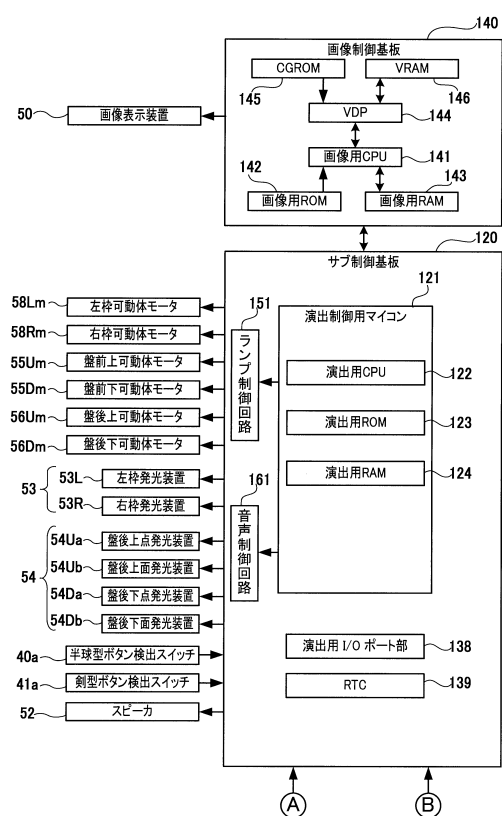 140
画像制御基板
CGROM
VRAM
145
146
50
画像表示装置
VDP
144
画像用CPU
141
142
143
画像用ROM
画像用RAM
120
サブ制御基板
121
58Lm
左枠可動体モータ
151
演出制御用マイコン
58Rm
右枠可動体モータ
ランプ制御回路
55Um
盤前上可動体モータ
演出用CPU
122
55Dm
盤前下可動体モータ
56Um
盤後上可動体モータ
演出用ROM
123
56Dm
盤後下可動体モータ
53
53L
左枠発光装置
161
演出用RAM
124
53R
右枠発光装置
音声制御回路
54
54Ua
盤後上点発光装置
54Ub
盤後上面発光装置
54Da
盤後下点発光装置
54Db
盤後下面発光装置
40a
半球型ボタン検出スイッチ
演出用I/Oポート部
138
41a
剣型ボタン検出スイッチ
RTC
139
52
スピーカ
A
B